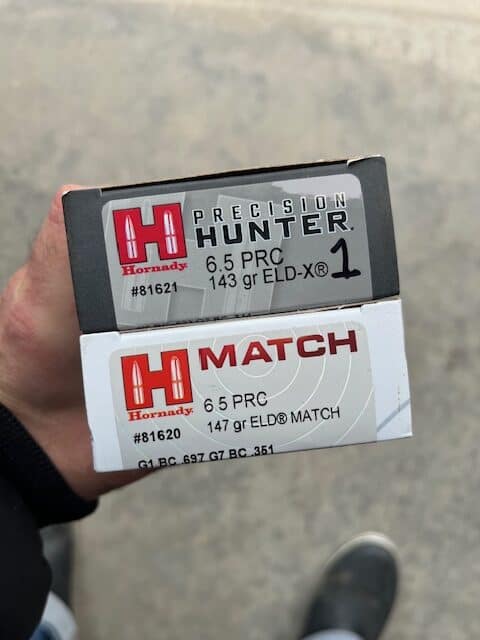 H
PRECISION
HUNTER.
Hornady
6.5 PRC
#81621
143 gr ELD-X® 1
H
MATCH
Hornady
6.5 PRC
#81620
147 gr ELD® MATCH
G1 BC .697 G7 BC .351